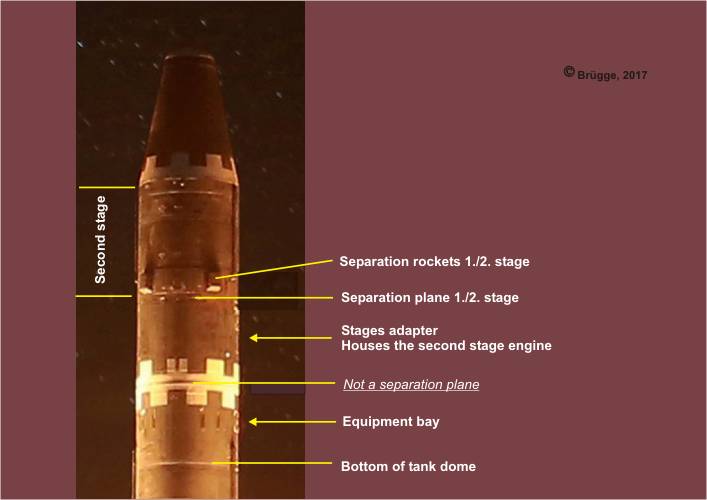 © Brügge, 2017
Second stage
Separation rockets 1./2. stage
Separation plane 1./2. stage
Stages adapter
Houses the second stage engine
Not a separation plane
Equipment bay
Bottom of tank dome